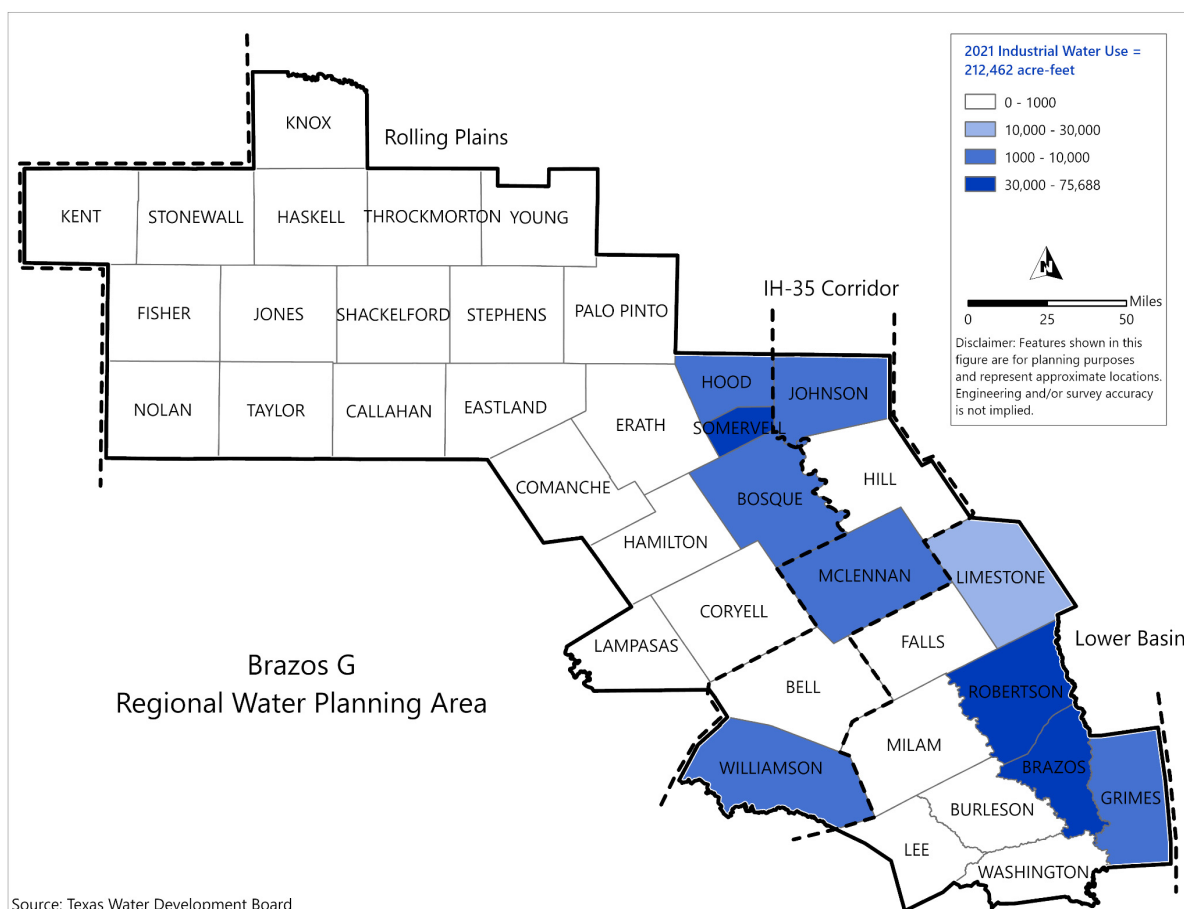 2021 Industrial Water Use =
212,462 acre-feet
0 - 1000
10,000 - 30,000
1000 - 10,000
30,000 - 75,688
N
Miles
0 25 50
Disclaimer: Features shown in this
figure are for planning purposes
and represent approximate locations.
Engineering and/or survey accuracy
is not implied.
KNOX
Rolling Plains
KENT
STONEWALL
HASKELL
THROCKMORTON
YOUNG
IH-35 Corridor
FISHER
JONES
SHACKELFORD
STEPHENS
PALO PINTO
HOOD
JOHNSON
NOLAN
TAYLOR
CALLAHAN
EASTLAND
ERATH
SOMERVELL
COMANCHE
BOSQUE
HILL
HAMILTON
MCLENNAN
LIMESTONE
CORYELL
LAMPASAS
FALLS
Lower Basin
Brazos G
Regional Water Planning Area
BELL
ROBERTSON
MILAM
WILLIAMSON
BRAZOS
GRIMES
BURLESON
LEE
WASHINGTON
Source: Texas Water Development Board